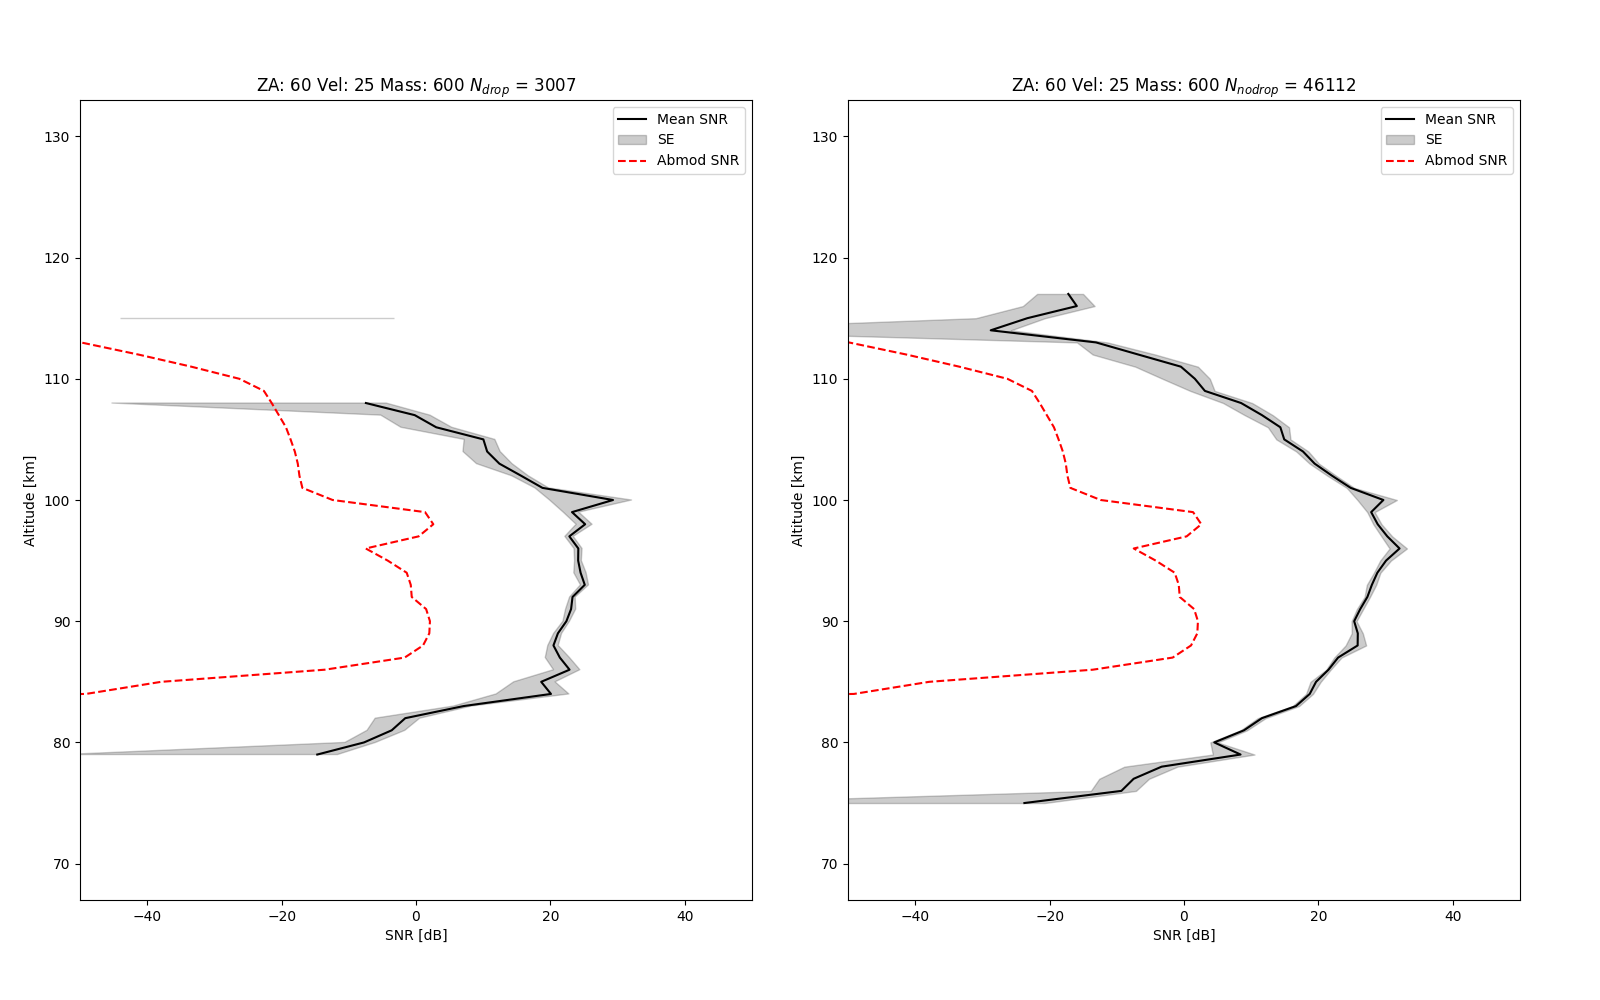 ZA: 60 Vel: 25 Mass: 600 N_drop = 3007
Mean SNR
SE
Abmod SNR
130
120
110
100
90
80
70
Altitude [km]
−40 −20 0 20 40
SNR [dB]
ZA: 60 Vel: 25 Mass: 600 N_nodrop = 46112
Mean SNR
SE
Abmod SNR
130
120
110
100
90
80
70
Altitude [km]
−40 −20 0 20 40
SNR [dB]